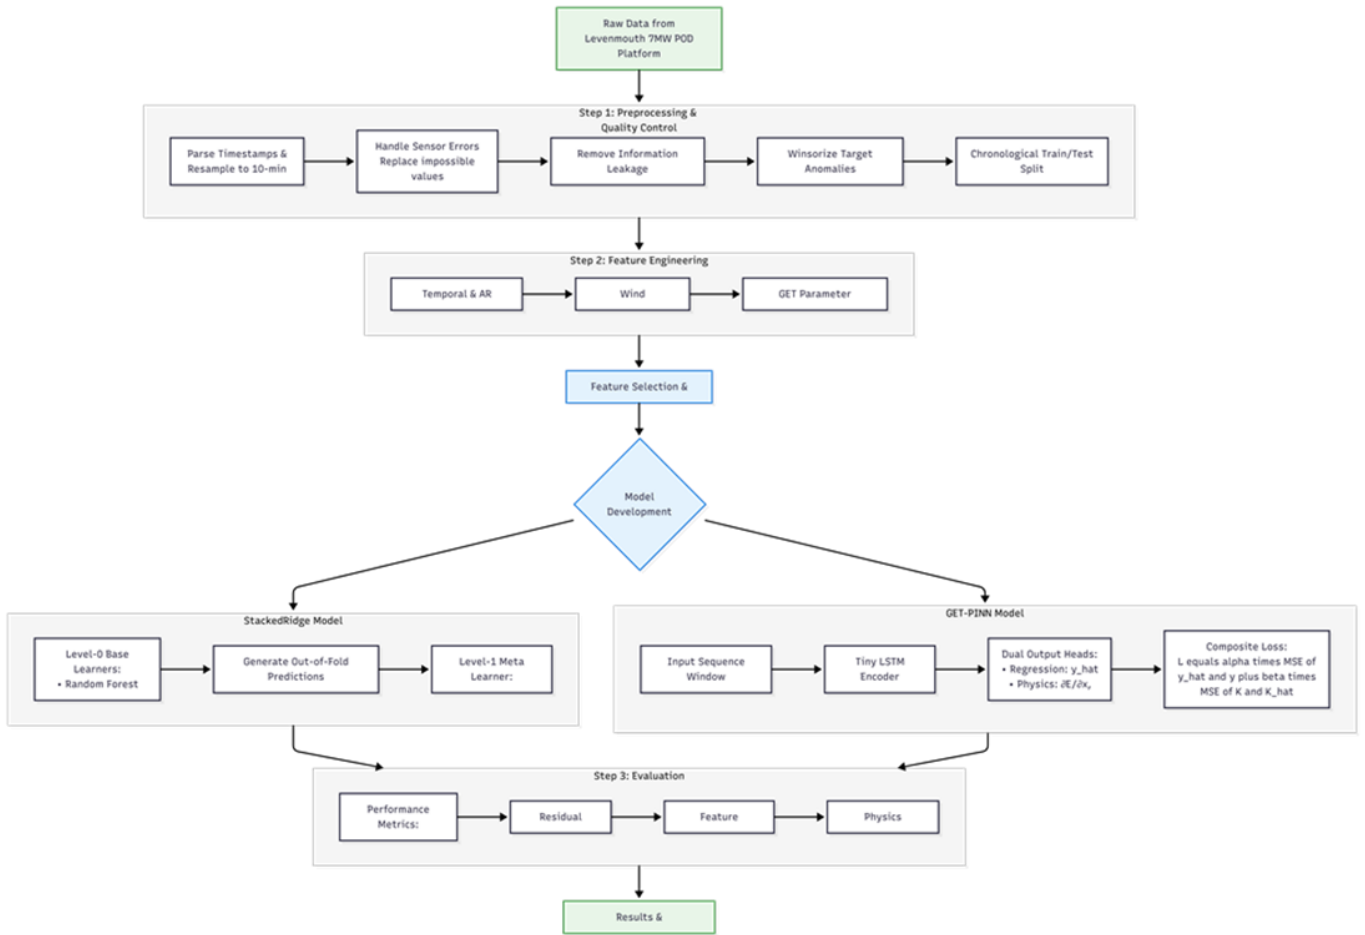 Raw Data from
Levenmouth 7MW POD
Platform
Step 1: Preprocessing &
Quality Control
Parse Timestamps &
Resample to 10-min
Handle Sensor Errors
Replace impossible
values
Remove Information
Leakage
Winsorize Target
Anomalies
Chronological Train/Test
Split
Step 2: Feature Engineering
Temporal & AR
Wind
GET Parameter
Feature Selection &
Model
Development
StackedRidge Model
Level-0 Base
Learners:
• Random Forest
Generate Out-of-Fold
Predictions
Level-1 Meta
Learner:
GET-PINN Model
Input Sequence
Window
Tiny LSTM
Encoder
Dual Output Heads:
• Regression: y_hat
• Physics: ∂E/∂xₚ
Composite Loss:
L equals alpha times MSE of
y_hat and y plus beta times
MSE of K and K_hat
Step 3: Evaluation
Performance
Metrics:
Residual
Feature
Physics
Results &